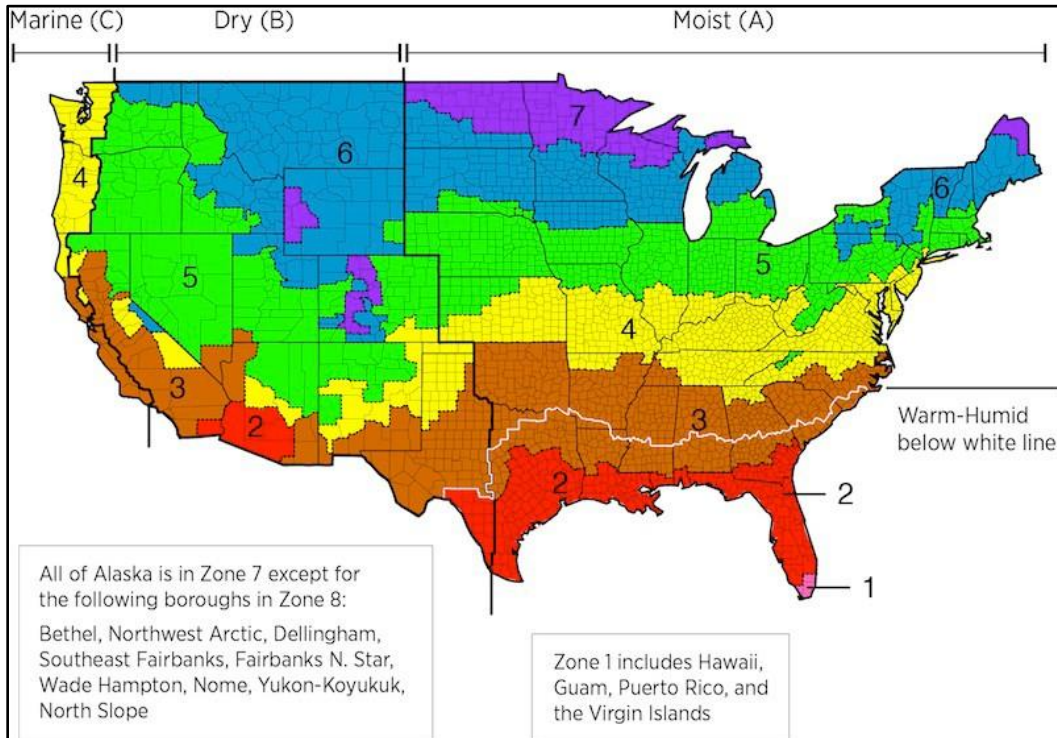 Marine (C)
Dry (B)
Moist (A)
7
6
4
6
5
5
4
3
3
2
Warm-Humid
below white line
2
2
1
All of Alaska is in Zone 7 except for
the following boroughs in Zone 8:
Bethel, Northwest Arctic, Dellingham,
Southeast Fairbanks, Fairbanks N. Star,
Wade Hampton, Nome, Yukon-Koyukuk,
North Slope
Zone 1 includes Hawaii,
Guam, Puerto Rico, and
the Virgin Islands